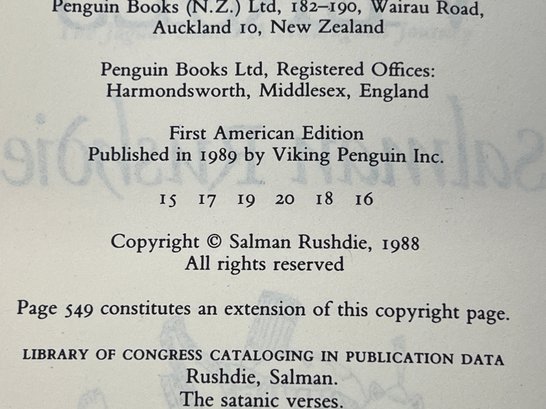 Penguin Books (N.Z.) Ltd, 182–190, Wairau Road,
Auckland 10, New Zealand
Penguin Books Ltd, Registered Offices:
Harmondsworth, Middlesex, England
First American Edition
Published in 1989 by Viking Penguin Inc.
15 17 19 20 18 16
Copyright © Salman Rushdie, 1988
All rights reserved
Page 549 constitutes an extension of this copyright page.
LIBRARY OF CONGRESS CATALOGING IN PUBLICATION DATA
Rushdie, Salman.
The satanic verses.